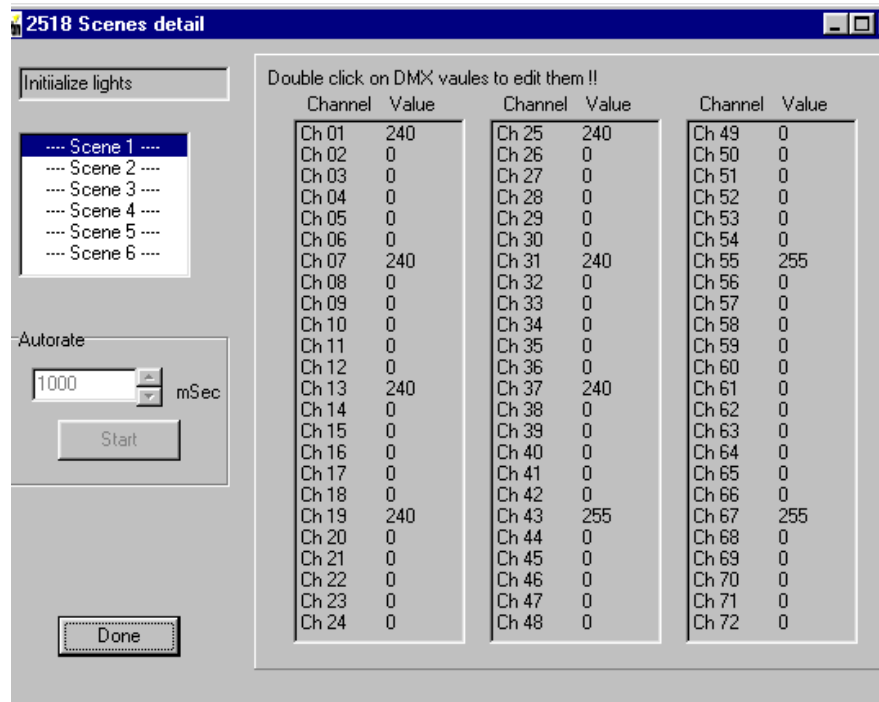 2518 Scenes detail
Initiialize lights
---- Scene 1 ----
---- Scene 2 ----
---- Scene 3 ----
---- Scene 4 ----
---- Scene 5 ----
---- Scene 6 ----
Autorate
1000 mSec
Start
Done
Double click on DMX vaules to edit them !!
Channel Value Channel Value Channel Value
Ch 01 240 Ch 25 240 Ch 49 0
Ch 02 0 Ch 26 0 Ch 50 0
Ch 03 0 Ch 27 0 Ch 51 0
Ch 04 0 Ch 28 0 Ch 52 0
Ch 05 0 Ch 29 0 Ch 53 0
Ch 06 0 Ch 30 0 Ch 54 0
Ch 07 240 Ch 31 240 Ch 55 255
Ch 08 0 Ch 32 0 Ch 56 0
Ch 09 0 Ch 33 0 Ch 57 0
Ch 10 0 Ch 34 0 Ch 58 0
Ch 11 0 Ch 35 0 Ch 59 0
Ch 12 0 Ch 36 0 Ch 60 0
Ch 13 240 Ch 37 240 Ch 61 0
Ch 14 0 Ch 38 0 Ch 62 0
Ch 15 0 Ch 39 0 Ch 63 0
Ch 16 0 Ch 40 0 Ch 64 0
Ch 17 0 Ch 41 0 Ch 65 0
Ch 18 0 Ch 42 0 Ch 66 0
Ch 19 240 Ch 43 255 Ch 67 255
Ch 20 0 Ch 44 0 Ch 68 0
Ch 21 0 Ch 45 0 Ch 69 0
Ch 22 0 Ch 46 0 Ch 70 0
Ch 23 0 Ch 47 0 Ch 71 0
Ch 24 0 Ch 48 0 Ch 72 0